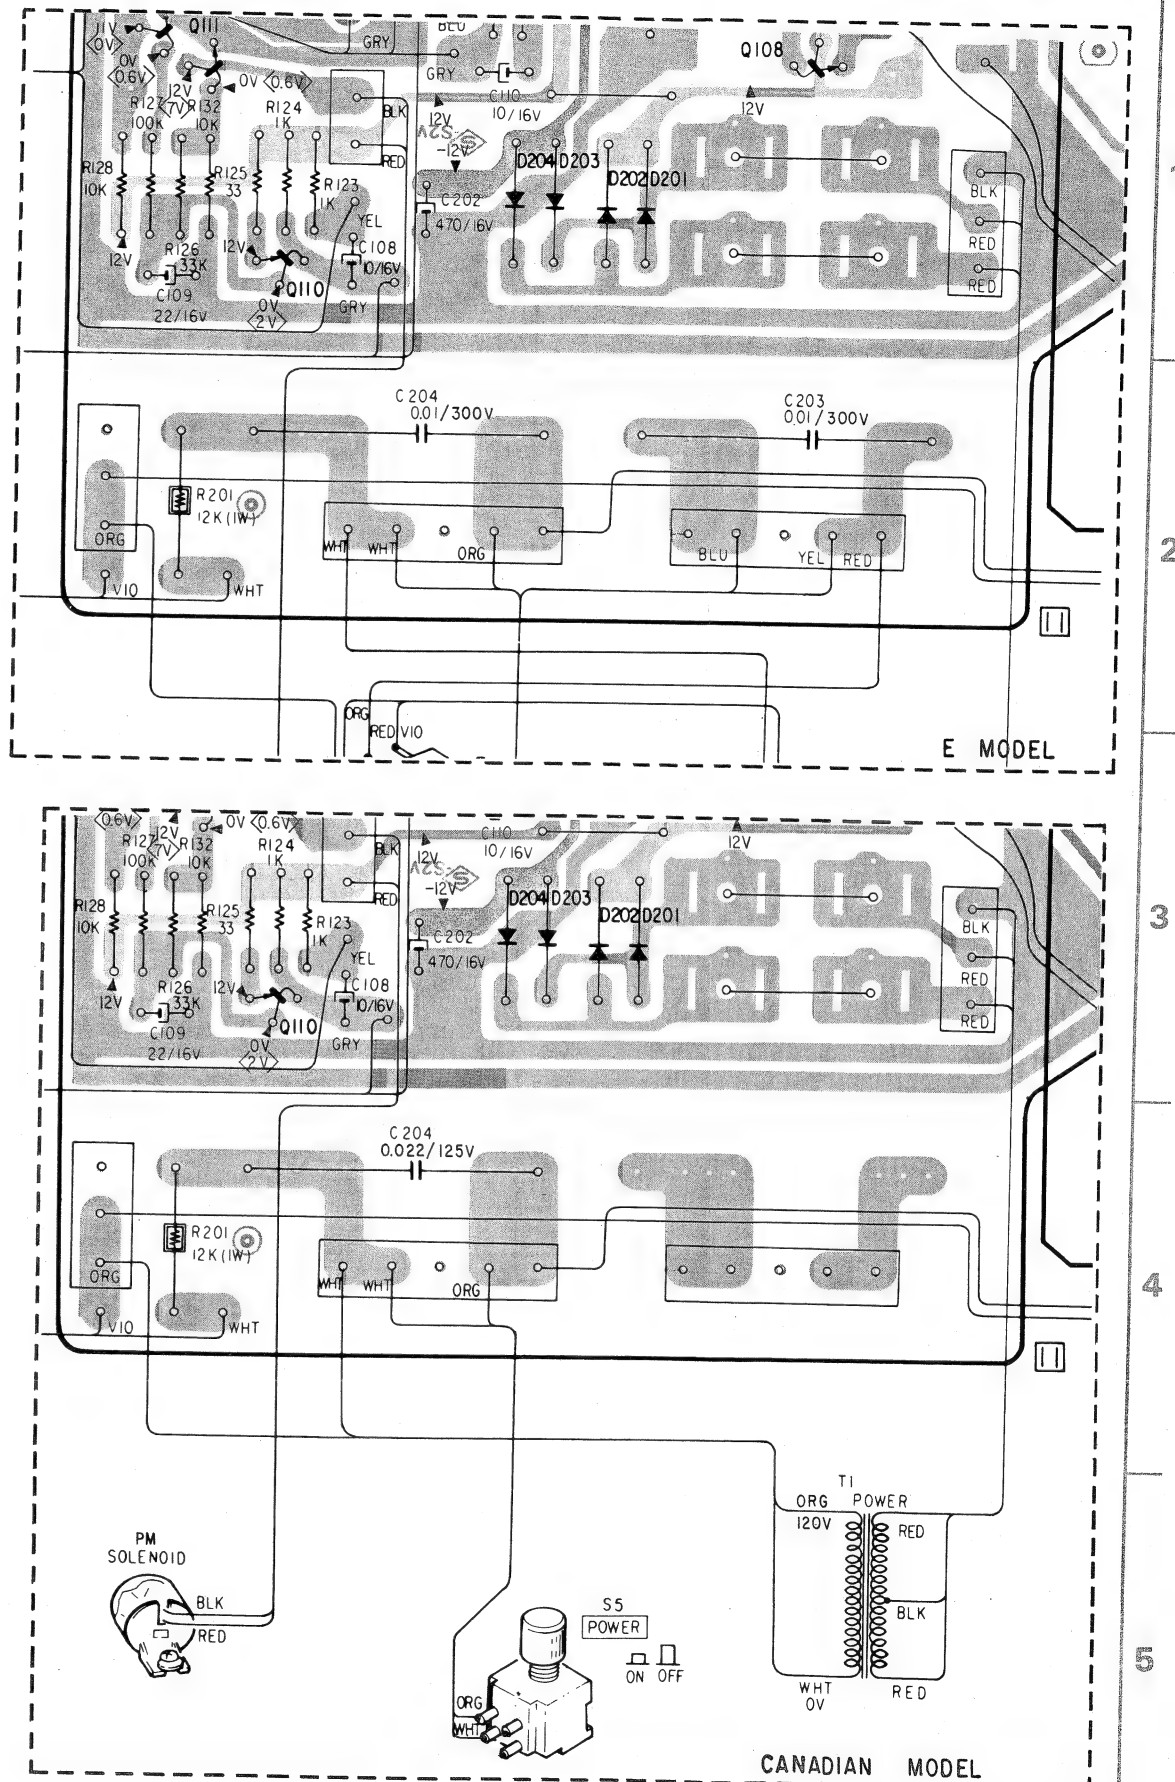 11V
0V
Q111
0V
0.6V
12V
0V
0.6V
GRY
BLU
GRY
C110
10/16V
Q108
12V
R127
100K
7V
R132
10K
R124
1K
BLK
RED
12V
-12V
D204 D203
D202 D201
R128
10K
R125
33
R123
1K
C202
470/16V
BLK
RED
RED
YEL
12V
R126
33K
12V
C108
10/16V
C109
22/16V
Q110
0V
2V
GRY
C204
0.01/300V
C203
0.01/300V
R201
12K (1W)
ORG
WHT
WHT
ORG
BLU
YEL
RED
VIO
WHT
ORG
RED
VIO
E MODEL
1
2
0.6V
12V
0V
0.6V
R127
100K
7V
R132
10K
R124
1K
BLK
RED
12V
-12V
C110
10/16V
12V
D204 D203
D202 D201
R128
10K
R125
33
R123
1K
C202
470/16V
BLK
RED
RED
YEL
12V
R126
33K
12V
C108
10/16V
C109
22/16V
Q110
0V
2V
GRY
3
C204
0.022/125V
R201
12K (1W)
ORG
WHT
WHT
ORG
VIO
WHT
4
T1
POWER
ORG
120V
RED
BLK
WHT
0V
RED
PM
SOLENOID
BLK
RED
S5
POWER
ON OFF
ORG
WHT
5
CANADIAN MODEL